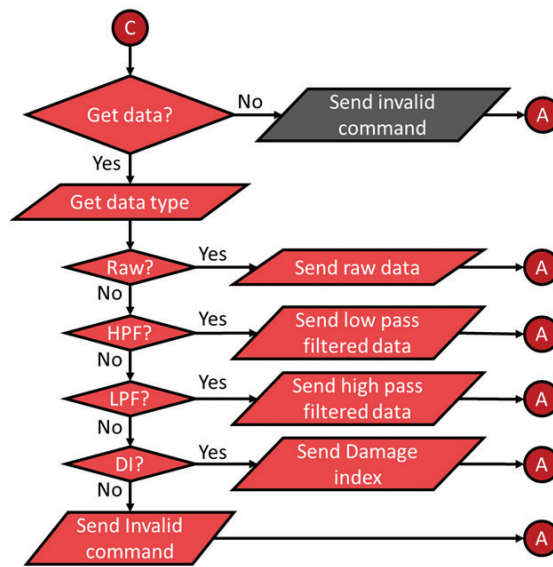 C
Get data?
No
Send invalid
command
A
Yes
Get data type
Raw?
Yes
Send raw data
A
No
HPF?
Yes
Send low pass
filtered data
A
No
LPF?
Yes
Send high pass
filtered data
A
No
DI?
Yes
Send Damage
index
A
No
Send Invalid
command
A